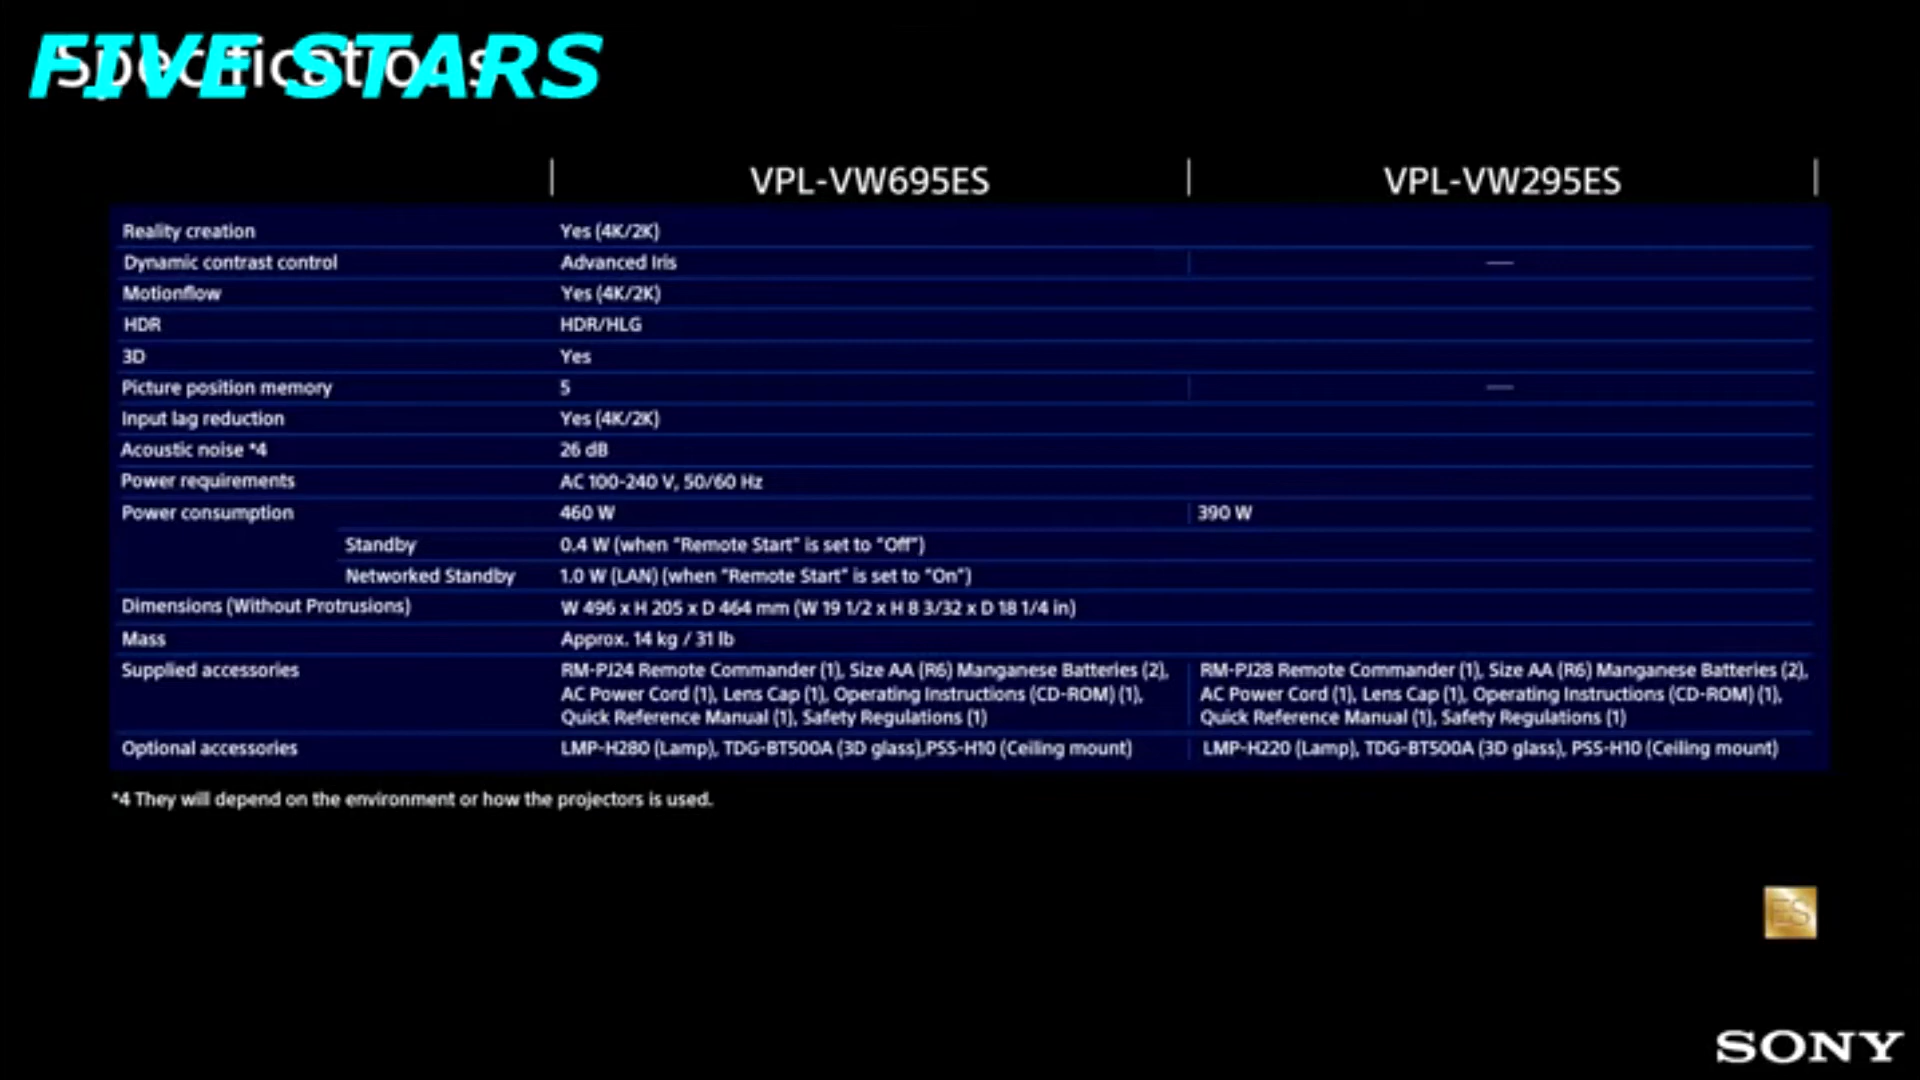 FIVE STARS
Specifications
VPL-VW695ES VPL-VW295ES
Reality creation Yes (4K/2K)
Dynamic contrast control Advanced Iris —
Motionflow Yes (4K/2K)
HDR HDR/HLG
3D Yes
Picture position memory 5 —
Input lag reduction Yes (4K/2K)
Acoustic noise *4 26 dB
Power requirements AC 100-240 V, 50/60 Hz
Power consumption 460 W 390 W
Standby 0.4 W (when "Remote Start" is set to "Off")
Networked Standby 1.0 W (LAN) (when "Remote Start" is set to "On")
Dimensions (Without Protrusions) W 496 x H 205 x D 464 mm (W 19 1/2 x H 8 3/32 x D 18 1/4 in)
Mass Approx. 14 kg / 31 lb
Supplied accessories RM-PJ24 Remote Commander (1), Size AA (R6) Manganese Batteries (2), RM-PJ28 Remote Commander (1), Size AA (R6) Manganese Batteries (2),
AC Power Cord (1), Lens Cap (1), Operating Instructions (CD-ROM) (1), AC Power Cord (1), Lens Cap (1), Operating Instructions (CD-ROM) (1),
Quick Reference Manual (1), Safety Regulations (1) Quick Reference Manual (1), Safety Regulations (1)
Optional accessories LMP-H280 (Lamp), TDG-BT500A (3D glass),PSS-H10 (Ceiling mount) LMP-H220 (Lamp), TDG-BT500A (3D glass), PSS-H10 (Ceiling mount)
*4 They will depend on the environment or how the projectors is used.
ES
SONY